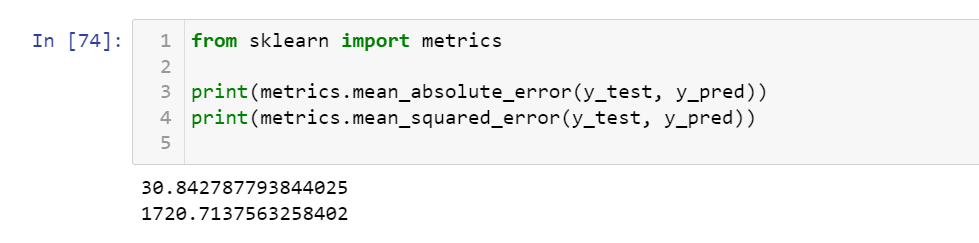 In [74]:
1 from sklearn import metrics
2
3 print(metrics.mean_absolute_error(y_test, y_pred))
4 print(metrics.mean_squared_error(y_test, y_pred))
5
30.842787793844025
1720.7137563258402